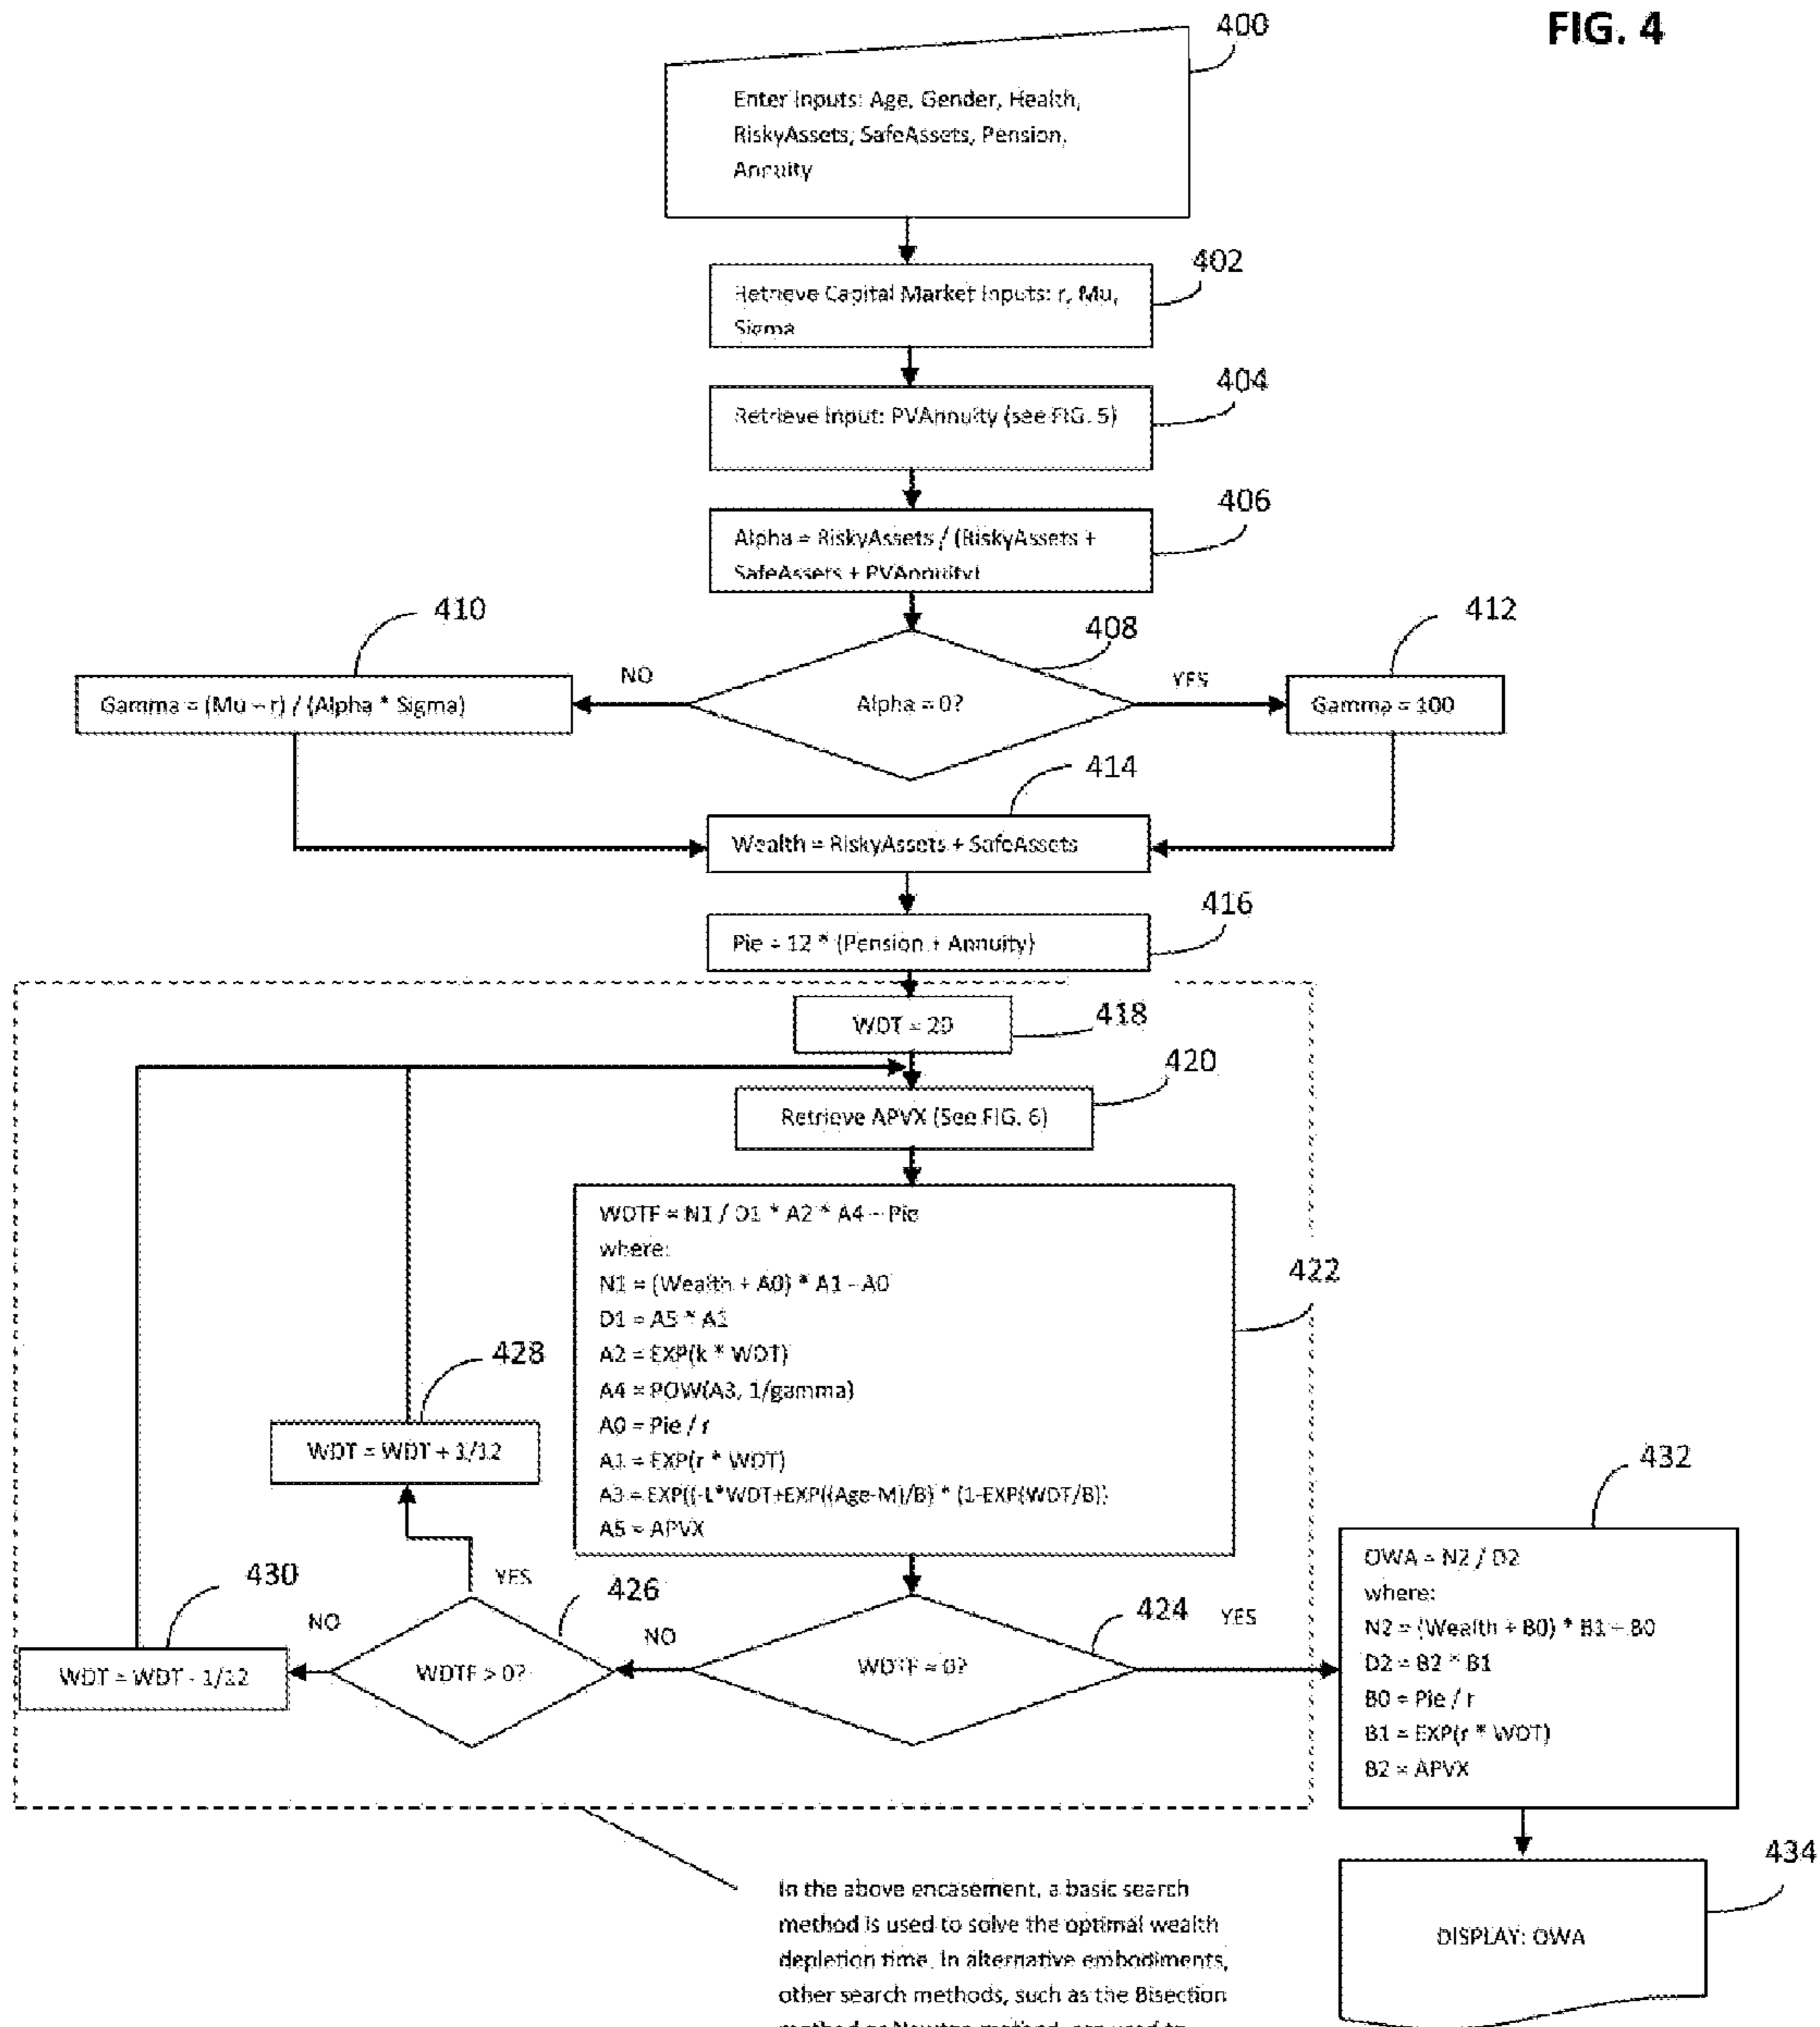 FIG. 4
400
Enter Inputs: Age, Gender, Health,
RiskyAssets, SafeAssets, Pension,
Annuity
402
Retrieve Capital Market Inputs: r, Mu,
Sigma
404
Retrieve Input: PVAnnuity (see FIG. 5)
406
Alpha = RiskyAssets / (RiskyAssets +
SafeAssets + PVAnnuity)
408
Alpha = 0?
NO
YES
410
Gamma = (Mu – r) / (Alpha * Sigma)
412
Gamma = 100
414
Wealth = RiskyAssets + SafeAssets
416
Pie = 12 * (Pension + Annuity)
418
WDT = 20
420
Retrieve APVX (See FIG. 6)
422
WDTF = N1 / D1 * A2 * A4 – Pie
where:
N1 = (Wealth + A0) * A1 - A0
D1 = A5 * A1
A2 = EXP(k * WDT)
A4 = POW(A3, 1/gamma)
A0 = Pie / r
A1 = EXP(r * WDT)
A3 = EXP((-L*WDT+EXP((Age-M)/B) * (1-EXP(WDT/B))
A5 = APVX
428
WDT = WDT + 1/12
430
WDT = WDT - 1/12
NO
YES
426
WDTF > 0?
NO
424
WDTF = 0?
YES
432
OWA = N2 / D2
where:
N2 = (Wealth + B0) * B1 – B0
D2 = B2 * B1
B0 = Pie / r
B1 = EXP(r * WDT)
B2 = APVX
434
DISPLAY: OWA
In the above encasement, a basic search
method is used to solve the optimal wealth
depletion time. In alternative embodiments,
other search methods, such as the Bisection